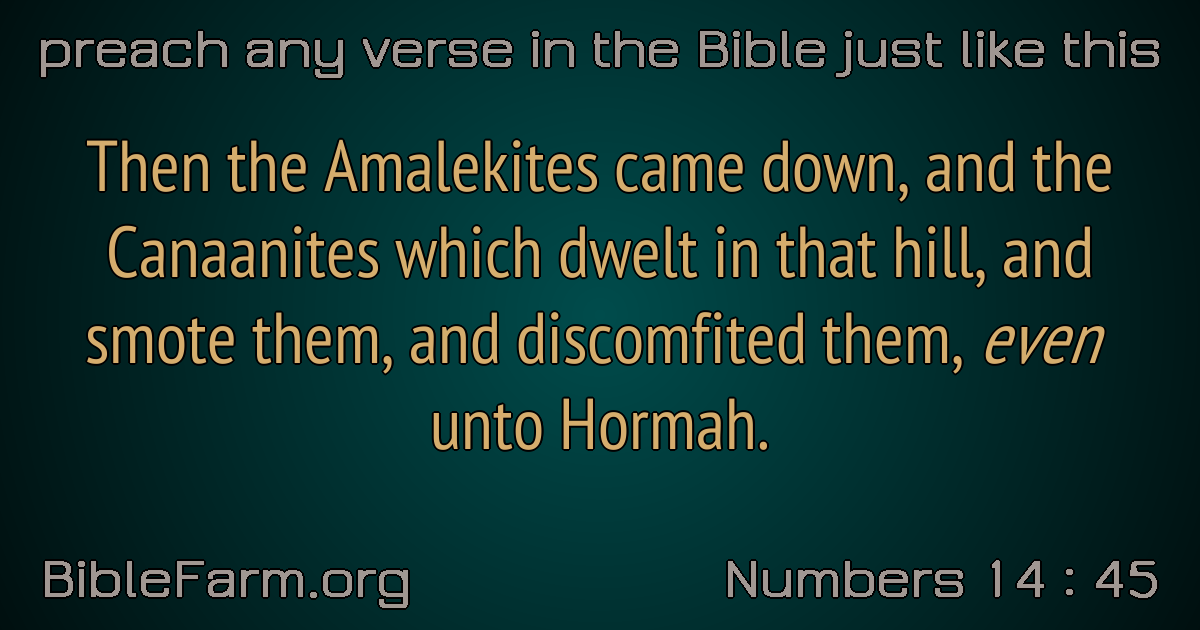 preach any verse in the Bible just like this
Then the Amalekites came down, and the
Canaanites which dwelt in that hill, and
smote them, and discomfited them, even
unto Hormah.
BibleFarm.org
Numbers 14 : 45